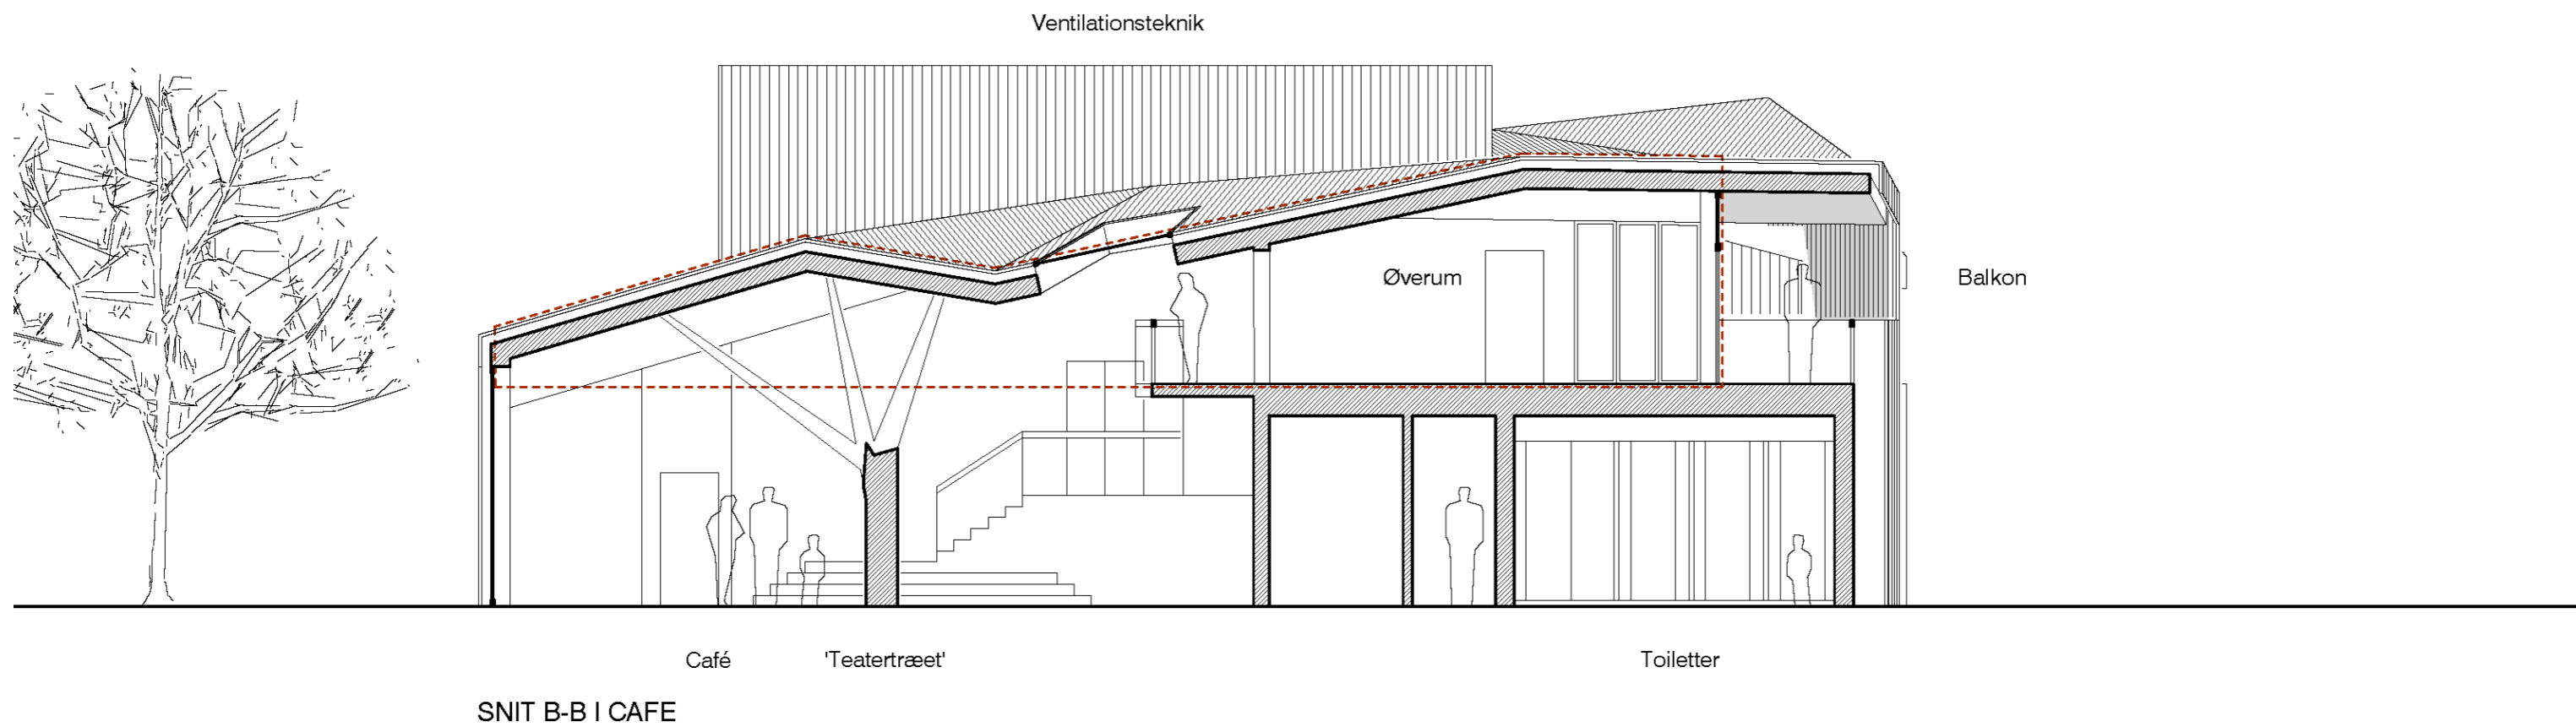 Ventilationsteknik
Øverum
Balkon
Café
'Teatertræet'
Toiletter
SNIT B-B I CAFE